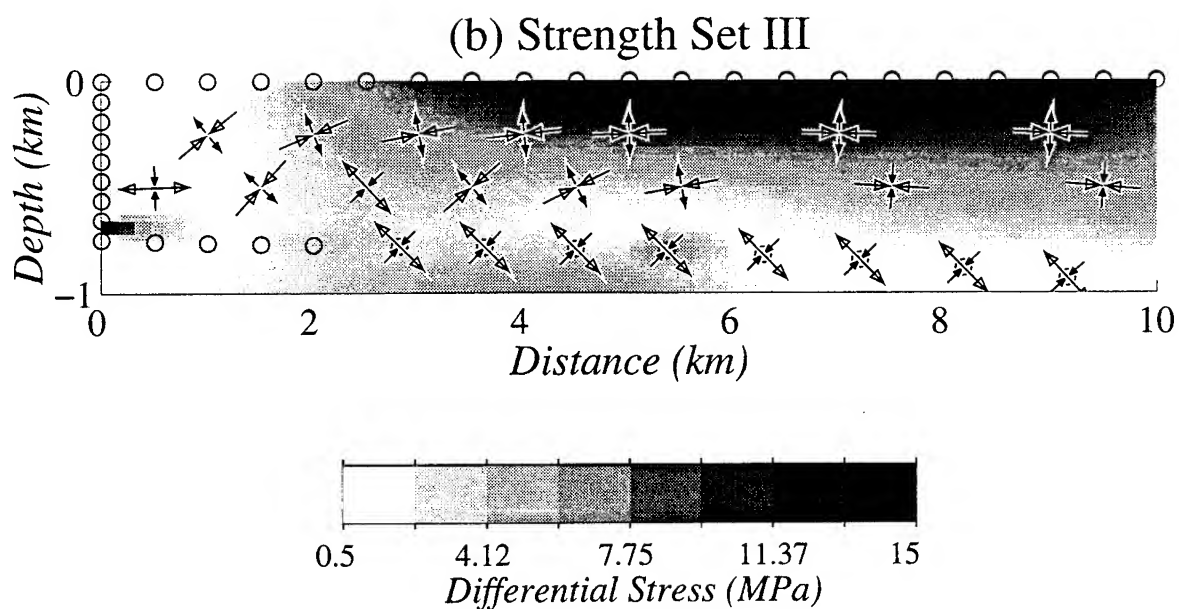 (b) Strength Set III
Depth (km)
0
-1
0 2 4 6 8 10
Distance (km)
0.5 4.12 7.75 11.37 15
Differential Stress (MPa)